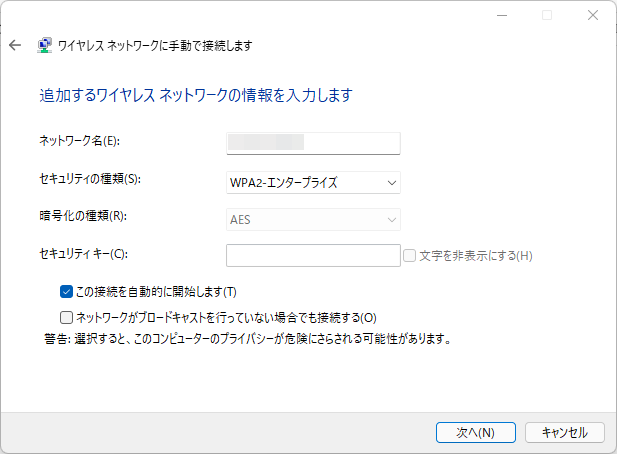 ワイヤレス ネットワークに手動で接続します
追加するワイヤレス ネットワークの情報を入力します
ネットワーク名(E):
セキュリティの種類(S):
WPA2-エンタープライズ
暗号化の種類(R):
AES
セキュリティ キー(C):
文字を非表示にする(H)
この接続を自動的に開始します(T)
ネットワークがブロードキャストを行っていない場合でも接続する(O)
警告: 選択すると、このコンピューターのプライバシーが危険にさらされる可能性があります。
次へ(N)
キャンセル